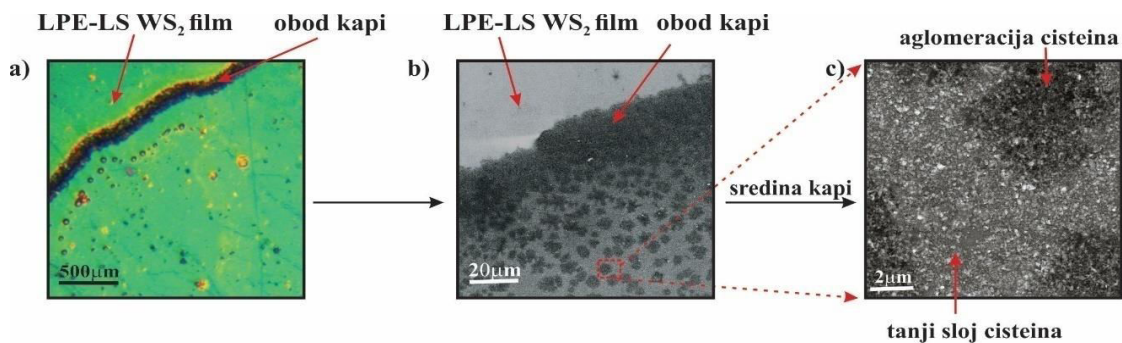 LPE-LS WS₂ film obod kapi
a)
500μm
LPE-LS WS₂ film obod kapi
b)
20μm
sredina kapi
aglomeracija cisteina
c)
2μm
tanji sloj cisteina